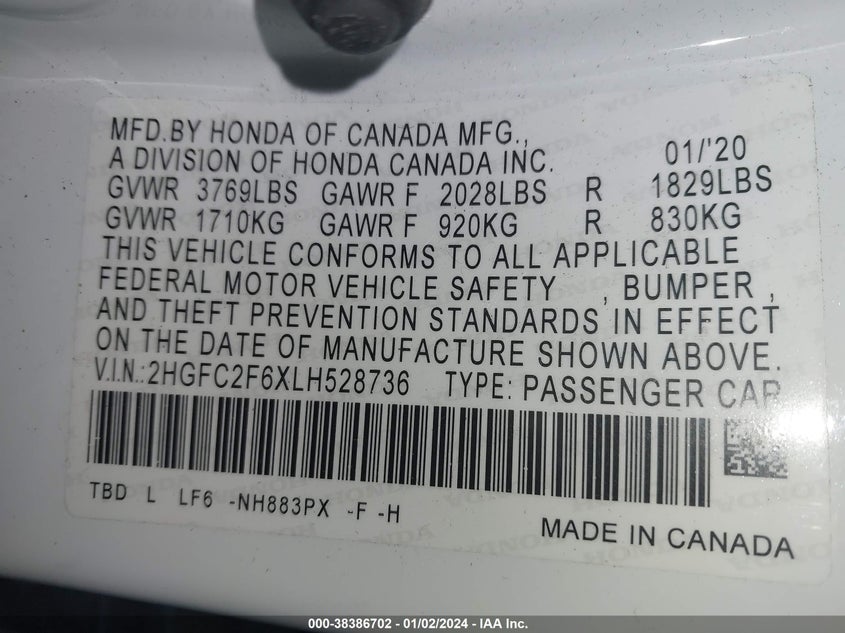 MFD.BY HONDA OF CANADA MFG.,
A DIVISION OF HONDA CANADA INC. 01/'20
GVWR 3769LBS GAWR F 2028LBS R 1829LBS
GVWR 1710KG GAWR F 920KG R 830KG
THIS VEHICLE CONFORMS TO ALL APPLICABLE
FEDERAL MOTOR VEHICLE SAFETY , BUMPER ,
AND THEFT PREVENTION STANDARDS IN EFFECT
ON THE DATE OF MANUFACTURE SHOWN ABOVE.
V.I.N.:2HGFC2F6XLH528736 TYPE: PASSENGER CAR
TBD L LF6 -NH883PX -F -H
MADE IN CANADA
000-38386702 - 01/02/2024 - IAA Inc.